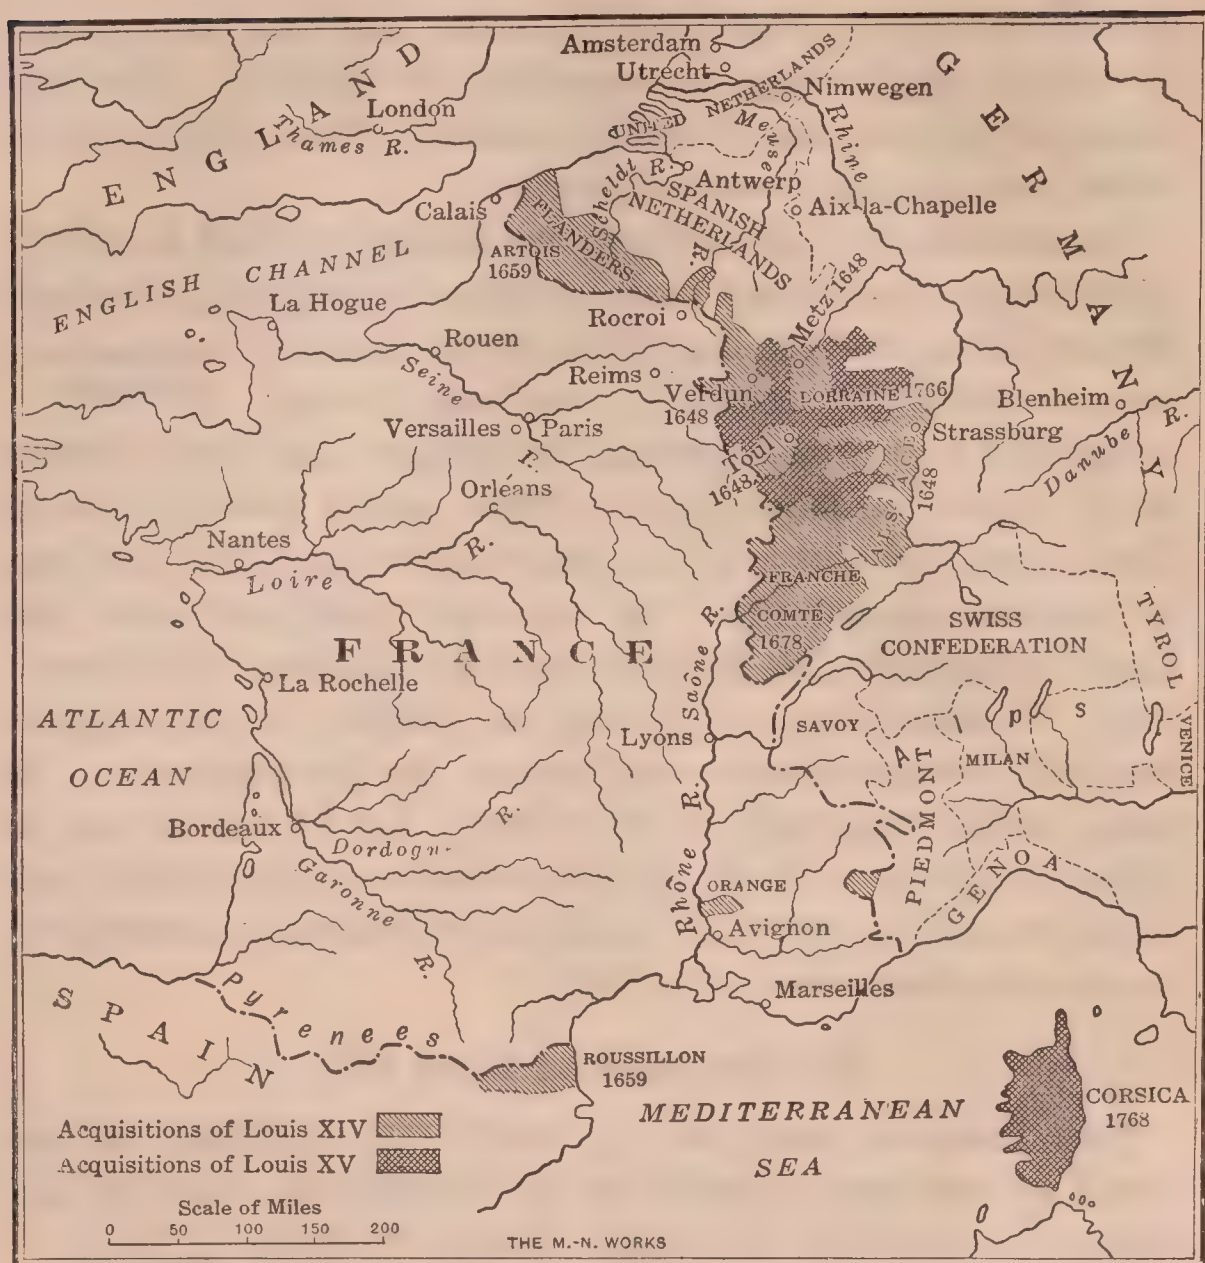 ENGLAND
London
Thames R.
Amsterdam
Utrecht
UNITED NETHERLANDS
Nimwegen
Meuse
Rhine
GERMANY
Scheldt R.
Antwerp
SPANISH
NETHERLANDS
Aix-la-Chapelle
Calais
FLANDERS
ARTOIS
1659
R.
ENGLISH CHANNEL
La Hogue
Rocroi
Metz 1648
Rouen
Seine
Reims
Verdun
1648
LORRAINE 1766
Blenheim
Versailles
Paris
R.
Toul
1648
ALSACE
1648
Strassburg
Danube R.
Orléans
Nantes
Loire R.
FRANCHE
COMTÉ
1678
SWISS
CONFEDERATION
TYROL
FRANCE
La Rochelle
ATLANTIC
OCEAN
Saône R.
Lyons
SAVOY
Alps
MILAN
VENICE
PIEDMONT
Bordeaux
R.
Garonne R.
Rhône R.
ORANGE
Avignon
GENOA
Marseilles
SPAIN
Pyrenees
ROUSSILLON
1659
MEDITERRANEAN
SEA
CORSICA
1768
Acquisitions of Louis XIV
Acquisitions of Louis XV
Scale of Miles
0 50 100 150 200
THE M.-N. WORKS